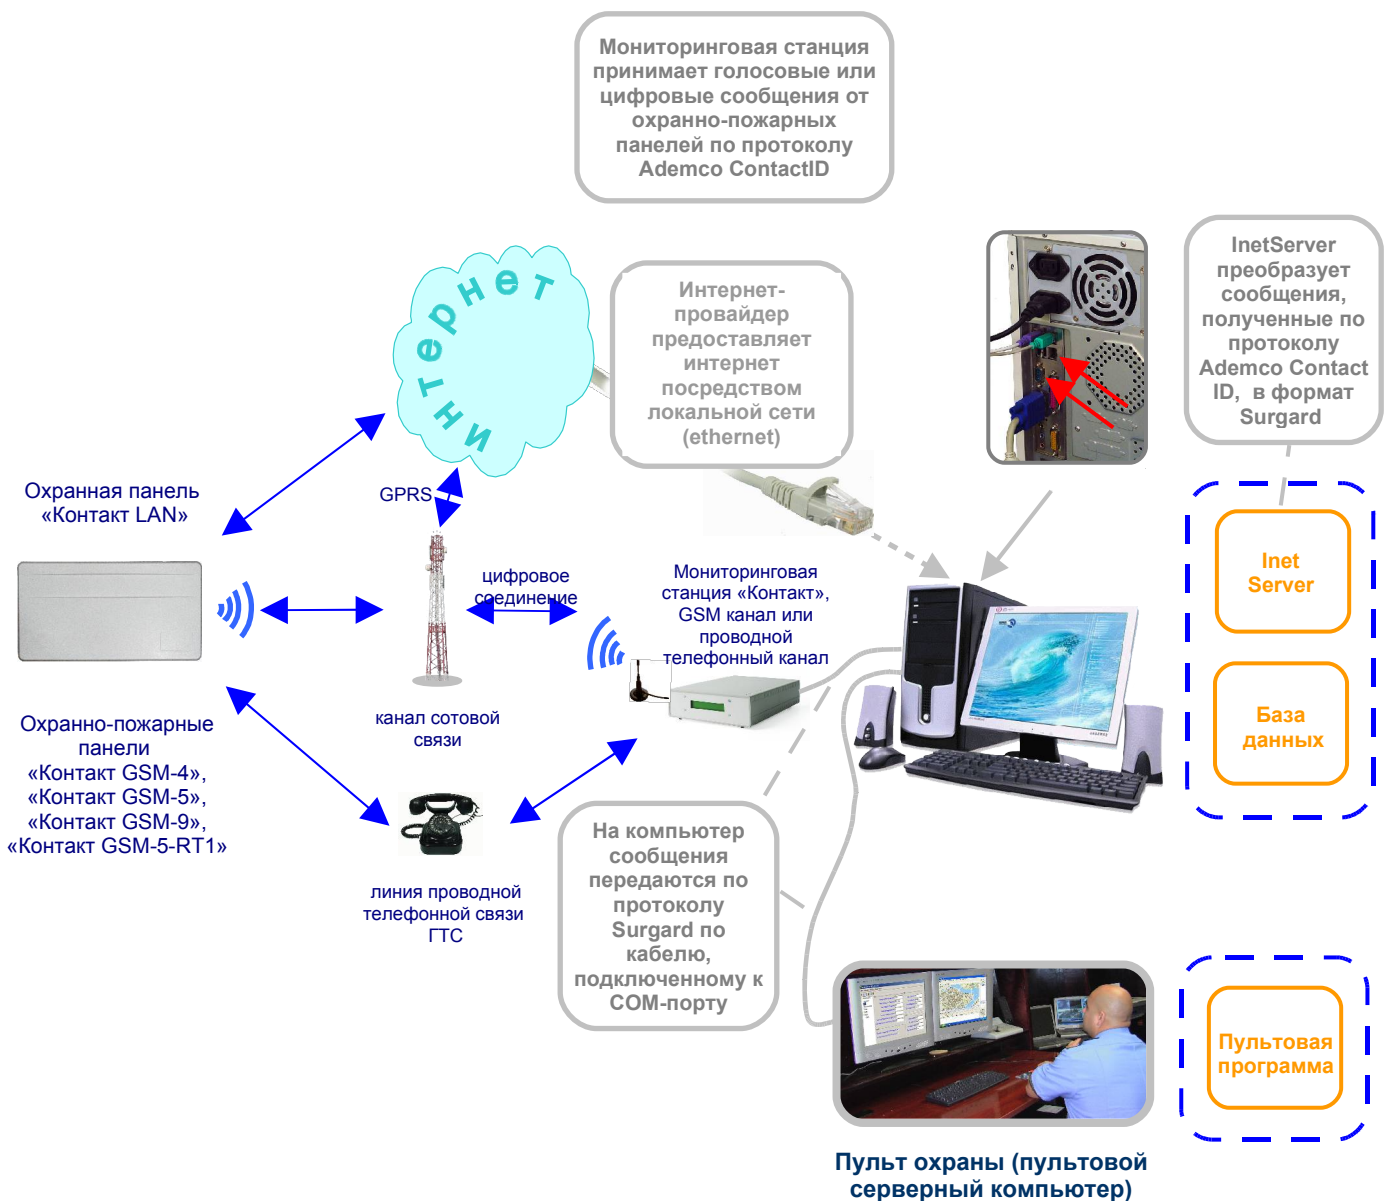 Мониторинговая станция
принимает голосовые или
цифровые сообщения от
охранно-пожарных
панелей по протоколу
Ademco ContactID
InetServer
преобразует
сообщения,
полученные по
протоколу
Ademco Contact
ID, в формат
Surgard
Интернет
Интернет-
провайдер
предоставляет
интернет
посредством
локальной сети
(ethernet)
Охранная панель
«Контакт LAN»
GPRS
цифровое
соединение
Мониторинговая
станция «Контакт»,
GSM канал или
проводной
телефонный канал
Inet
Server
База
данных
канал сотовой
связи
Охранно-пожарные
панели
«Контакт GSM-4»,
«Контакт GSM-5»,
«Контакт GSM-9»,
«Контакт GSM-5-RT1»
линия проводной
телефонной связи
ГТС
На компьютер
сообщения
передаются по
протоколу
Surgard по
кабелю,
подключенному к
COM-порту
Пультовая
программа
Пульт охраны (пультовой
серверный компьютер)